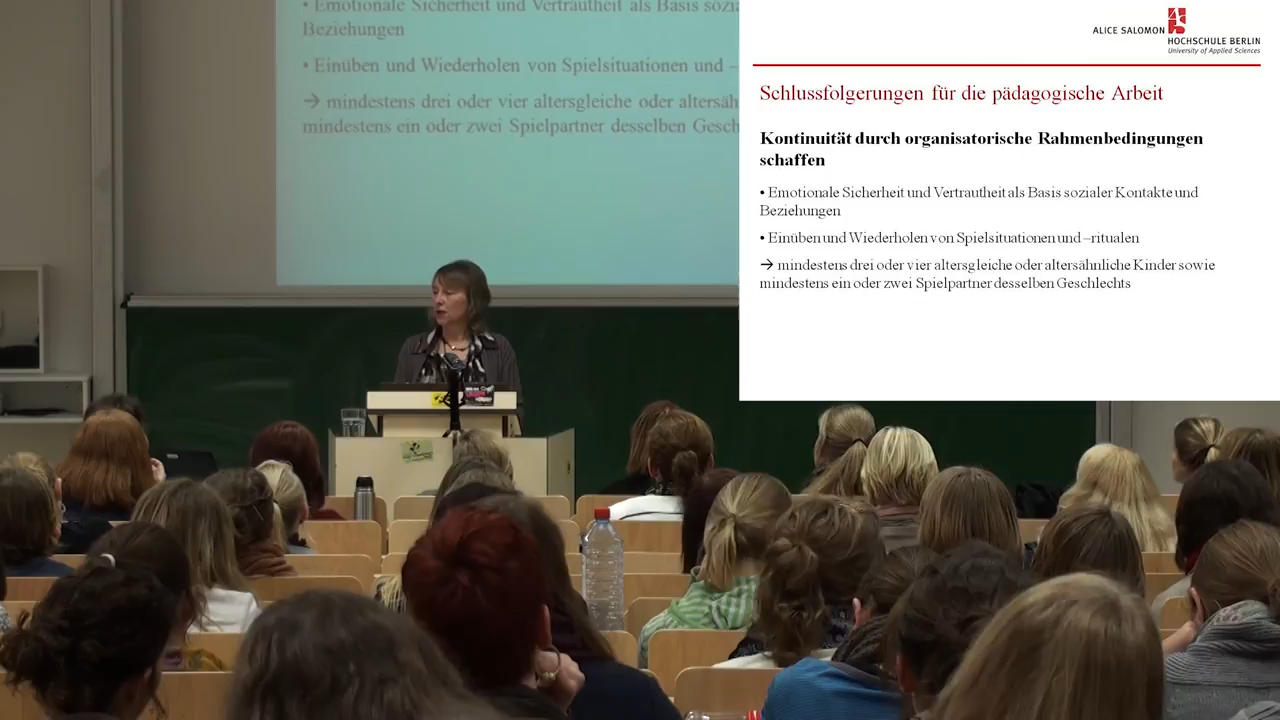 • Emotionale Sicherheit und Vertrautheit als Basis sozia
Beziehungen
• Einüben und Wiederholen von Spielsituationen und –
→ mindestens drei oder vier altersgleiche oder altersäh
mindestens ein oder zwei Spielpartner desselben Gesch
ALICE SALOMON
HOCHSCHULE BERLIN
University of Applied Sciences
Schlussfolgerungen für die pädagogische Arbeit
Kontinuität durch organisatorische Rahmenbedingungen
schaffen
• Emotionale Sicherheit und Vertrautheit als Basis sozialer Kontakte und
Beziehungen
• Einüben und Wiederholen von Spielsituationen und –ritualen
→ mindestens drei oder vier altersgleiche oder altersähnliche Kinder sowie
mindestens ein oder zwei Spielpartner desselben Geschlechts